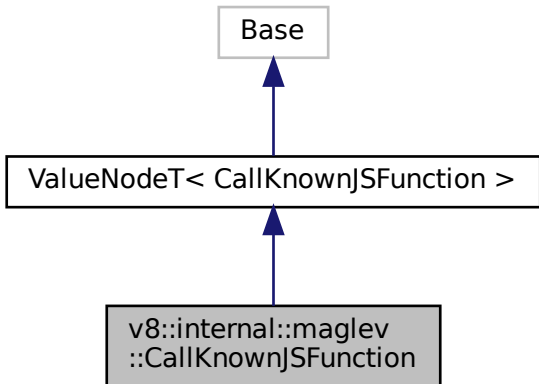 Base
ValueNodeT< CallKnownJSFunction >
v8::internal::maglev
::CallKnownJSFunction